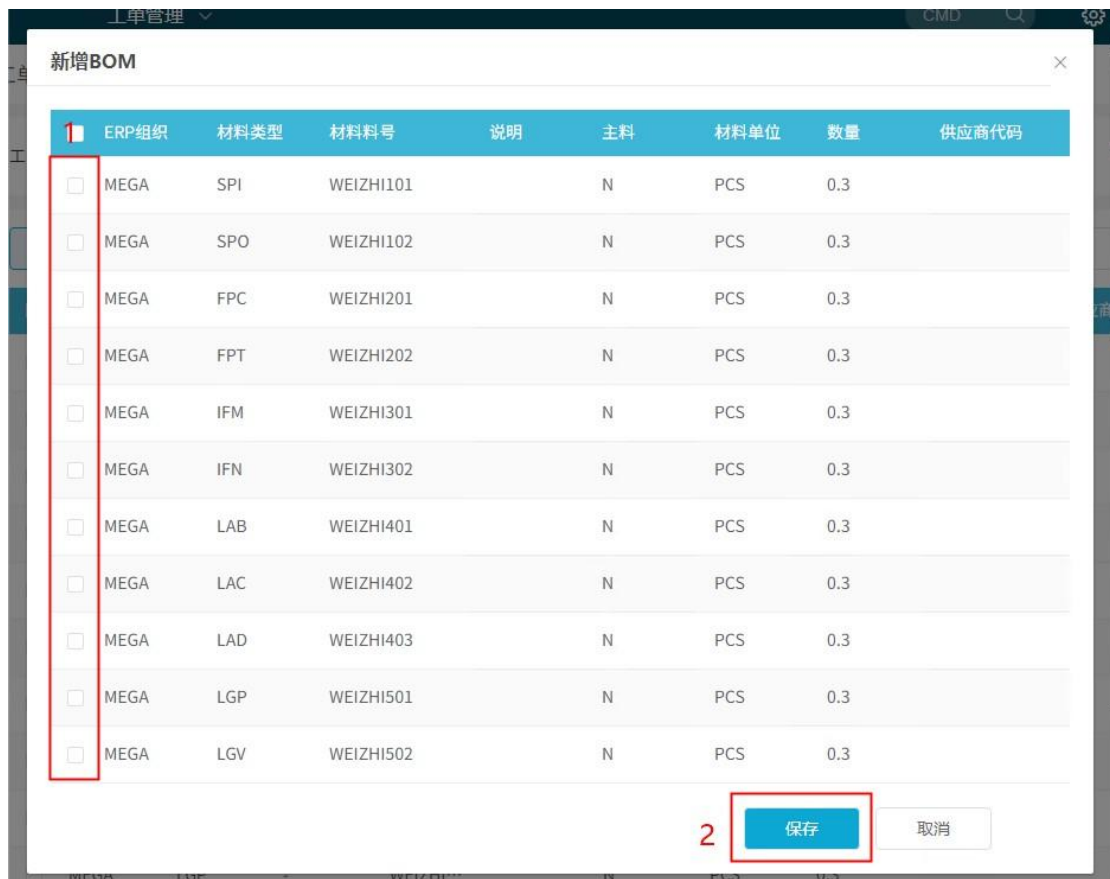 工单管理 CMD
新增BOM
1 ERP组织 材料类型 材料料号 说明 主料 材料单位 数量 供应商代码
MEGA SPI WEIZHI101 N PCS 0.3
MEGA SPO WEIZHI102 N PCS 0.3
MEGA FPC WEIZHI201 N PCS 0.3
MEGA FPT WEIZHI202 N PCS 0.3
MEGA IFM WEIZHI301 N PCS 0.3
MEGA IFN WEIZHI302 N PCS 0.3
MEGA LAB WEIZHI401 N PCS 0.3
MEGA LAC WEIZHI402 N PCS 0.3
MEGA LAD WEIZHI403 N PCS 0.3
MEGA LGP WEIZHI501 N PCS 0.3
MEGA LGV WEIZHI502 N PCS 0.3
2 保存 取消